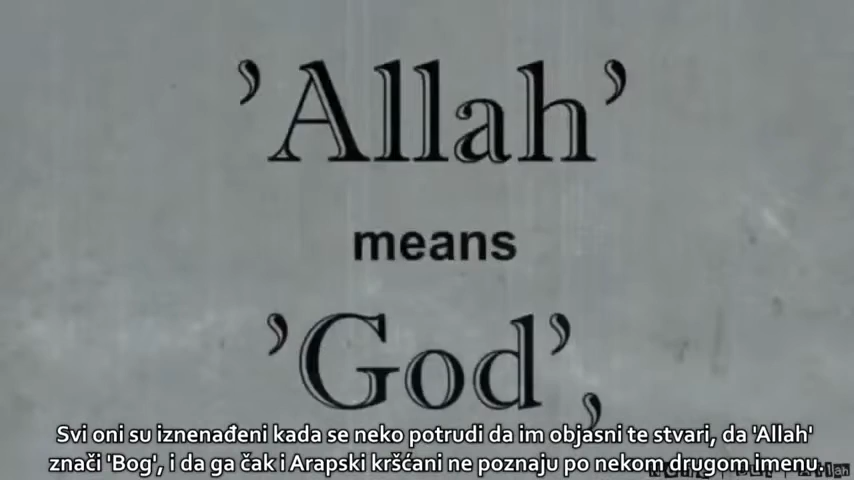 ’Allah’
means
’God’,
Svi oni su iznenađeni kada se neko potrudi da im objasni te stvari, da 'Allah'
znači 'Bog', i da ga čak i Arapski kršćani ne poznaju po nekom drugom imenu.